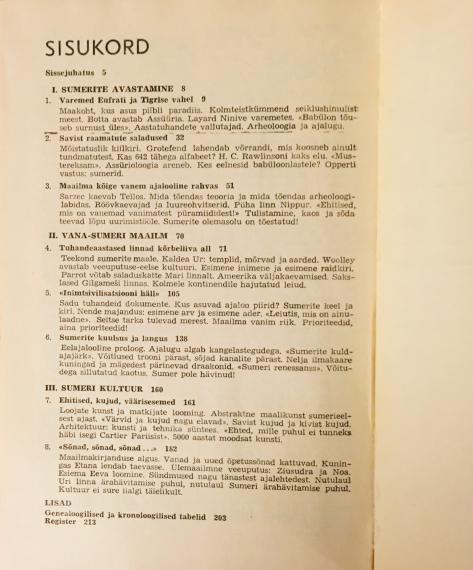 SISUKORD
Sissejuhatus 5
I. SUMERITE AVASTAMINE 8
1. Varemed Eufrati ja Tigrise vahel 9
Maakoht, kus asus piibli paradiis. Kolmteistkümmend seiklushimulist
meest. Botta avastab Assüüria. Layard Ninive varemetes. «Babülon tõu-
seb surnust üles». Aastatuhandete vallutajad. Arheoloogia ja ajalugu.
2. Savist raamatute saladused 32
Mõistatuslik kiilkiri. Grotefend lahendab võrrandi, mis koosneb ainult
tundmatutest. Kas 642 tähega alfabeet? H. C. Rawlinsoni kaks elu. «Mus-
tereksam». Assürioloogia areneb. Kes eelnesid babüloonlastele? Opperti
vastus: sumerid.
3. Maailma kõige vanem ajalooline rahvas 51
Sarzec kaevab Tellos. Mida tõendas teooria ja mida tõendas arheoloogi-
labidas. Röövkaevajad ja luureohvitserid. Püha linn Nippur. «Ehitised,
mis on vanemad vanimatest püramiididest!» Tulistamine, kaos ja sõda
teevad lõpu uurimistööle. Sumerite olemasolu on tõestatud!
II. VANA-SUMERI MAAILM 70
4. Tuhandeaastased linnad kõrbeliiva all 71
Teekond sumerite maale. Kaldea Ur: templid, mõrvad ja aarded. Woolley
avastab veeuputuse-eelse kultuuri. Esimene inimene ja esimene raidkiri.
Parrot võtab saladuskatte Mari linnalt. Ameerika väljakaevamised. Saks-
lased Gilgameši linnas. Kolmele kontinendile hajutatud leiud.
5. «Inimtsivilisatsiooni häll» 105
Sadu tuhandeid dokumente. Kus asuvad ajaloo piirid? Sumerite keel ja
kiri. Nende majandus: esimene arv ja esimene ader. «Leiutis, mis on ainu-
laadne». Seitse tärka tulevad merest. Maailma vanim riik. Prioriteedid,
aina prioriteedid!
6. Sumerite kuulsus ja langus 138
Eelajalooline proloog. Ajalugu algab kangelastegudega. «Sumerite kuld-
ajajärk». Võitlused trooni pärast, sõjad kanalite pärast. Nelja ilmakaare
kuningad ja mägedest pärinevad draakonid. «Sumeri renessanss». Võitu-
dega sillutatud kaotus. Sumer pole hävinud!
III. SUMERI KULTUUR 160
7. Ehitised, kujud, vääriesemed 161
Loojate kunst ja matkijate looming. Abstraktne maalikunst sumerieel-
sest ajast. «Värvid ja kujud nagu elavad». Savist kujud ja kivist kujud.
Arhitektuur: kunsti ja tehnika süntees. «Ehted, mille puhul ei tunneks
häbi isegi Cartier Pariisist». 5000 aastat moodsat kunsti.
8. «Sõnad, sõnad, sõnad...» 182
Maailmakirjanduse algus. Vanad ja uued õpetussõnad kattuvad. Kunin-
gas Etana lendab taevasse. Ülemaailmne veeuputus: Ziusudra ja Noa.
Esiema Eeva loomine. Sündmused nagu tänastest ajalehtedest. Nutulaul
Uri linna ärahävitamise puhul, nutulaul Sumeri ärahävitamise puhul.
Kultuur ei sure iialgi täielikult.
LISAD
Genealoogilised ja kronoloogilised tabelid 203
Register 213